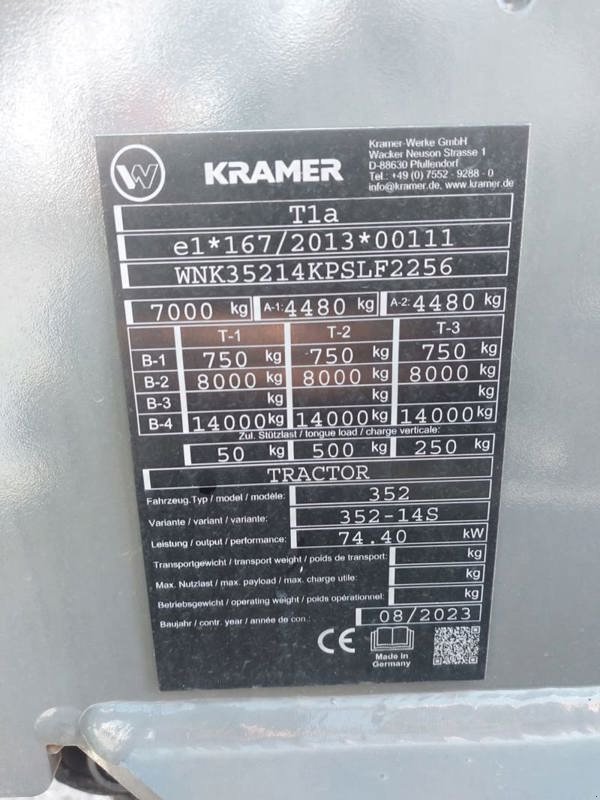 W KRAMER
Kramer-Werke GmbH
Wacker Neuson Strasse 1
D-88630 Pfullendorf
Tel.: +49 (0) 7552 - 9288 - 0
info@kramer.de, www.kramer.de
T1a
e1*167/2013*00111
WNK35214KPSLF2256
7000 kg A-1: 4480 kg A-2: 4480 kg
T-1 T-2 T-3
B-1 750 kg 750 kg 750 kg
B-2 8000 kg 8000 kg 8000 kg
B-3 kg kg kg
B-4 14000 kg 14000 kg 14000 kg
Zul. Stützlast / tongue load / charge verticale:
50 kg 500 kg 250 kg
TRACTOR
Fahrzeug.Typ / model / modèle: 352
Variante / variant / variante: 352-14S
Leistung / output / performance: 74.40 kW
Transportgewicht / transport weight / poids de transport: kg
Max. Nutzlast / max. payload / max. charge utile: kg
Betriebsgewicht / operating weight / poids opérationnel: kg
Baujahr / contr. year / année de con.: 08/2023
CE
Made in
Germany